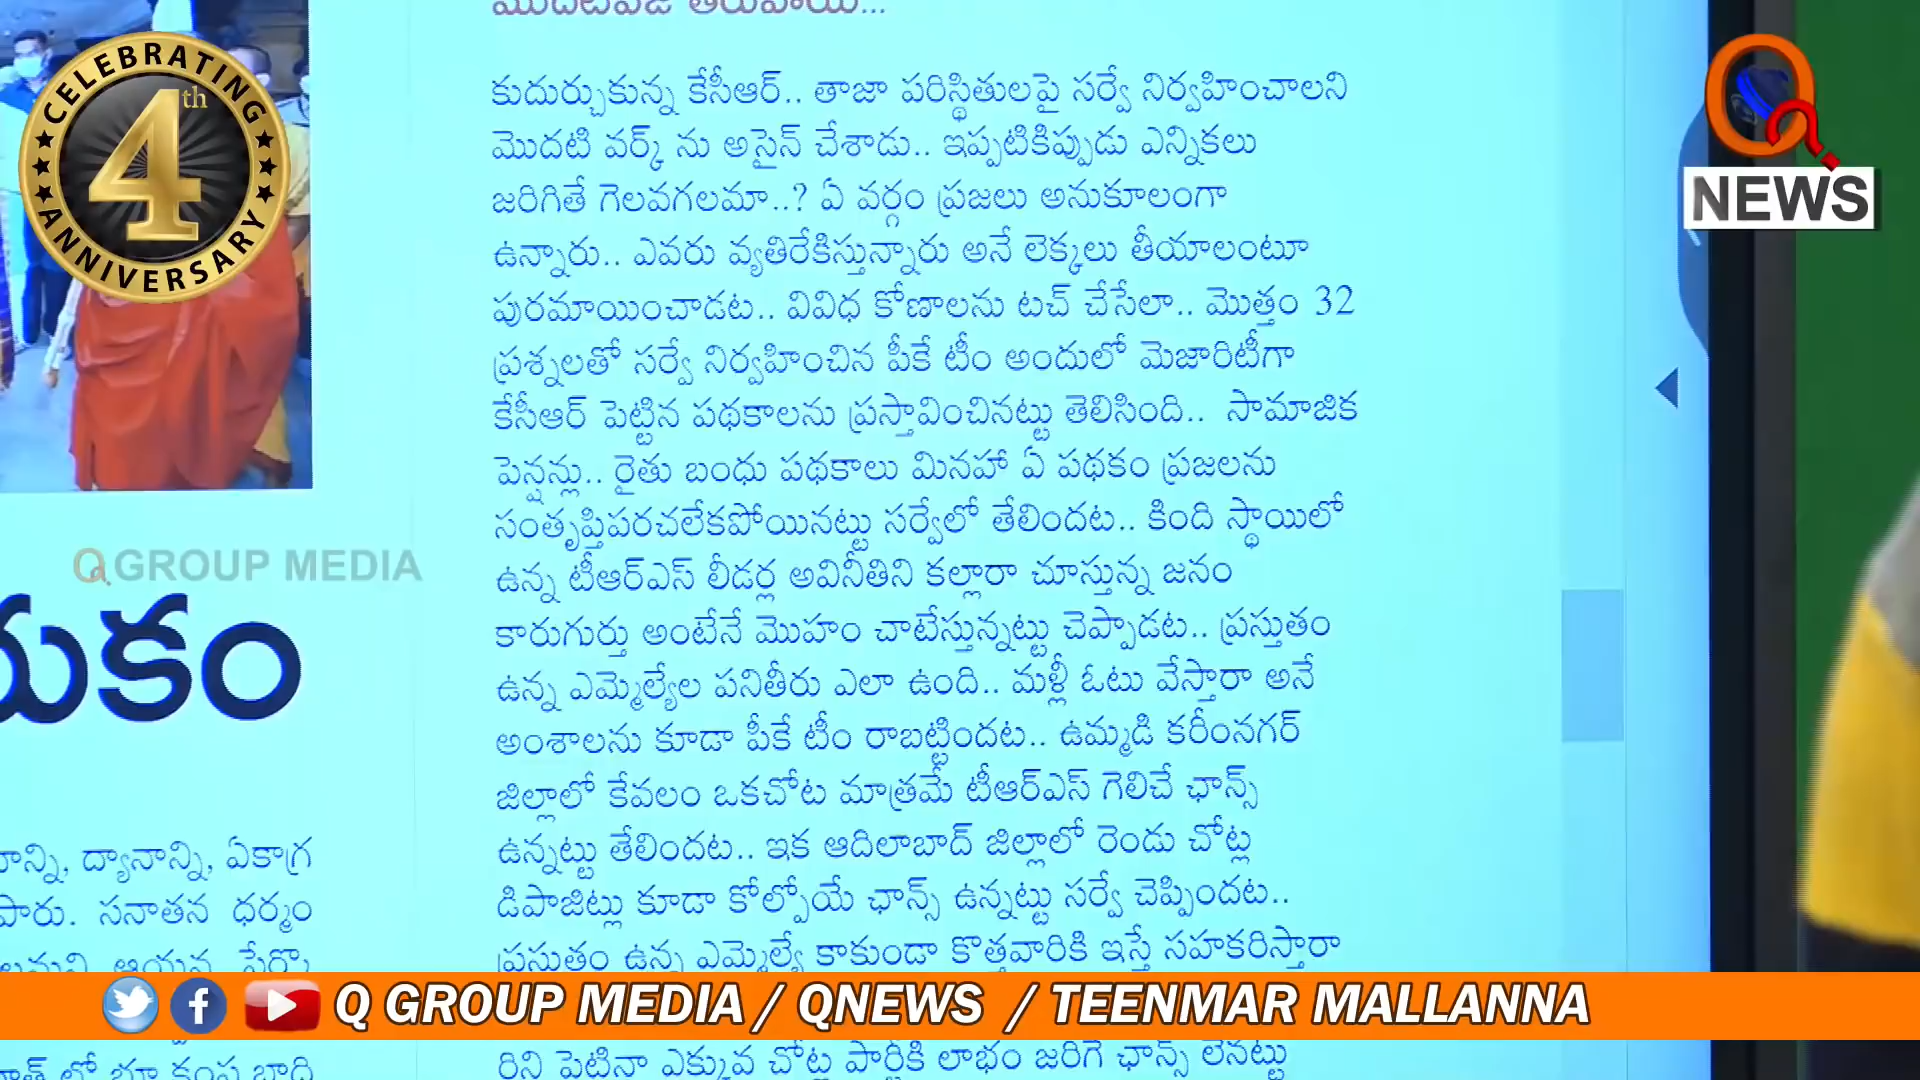 CELEBRATING
4th
ANNIVERSARY
Q
NEWS
కుదుర్చుకున్న కేసీఆర్.. తాజా పరిస్థితులపై సర్వే నిర్వహించాలని
మొదటి వర్క్ ను అసైన్ చేశాడు.. ఇప్పటికిప్పుడు ఎన్నికలు
జరిగితే గెలవగలమా..? ఏ వర్గం ప్రజలు అనుకూలంగా
ఉన్నారు.. ఎవరు వ్యతిరేకిస్తున్నారు అనే లెక్కలు తీయాలంటూ
పురమాయించాడట.. వివిధ కోణాలను టచ్ చేసేలా.. మొత్తం 32
ప్రశ్నలతో సర్వే నిర్వహించిన పీకే టీం అందులో మెజారిటీగా
కేసీఆర్ పెట్టిన పథకాలను ప్రస్తావించినట్టు తెలిసింది.. సామాజిక
పెన్షన్లు.. రైతు బంధు పథకాలు మినహా ఏ పథకం ప్రజలను
సంతృప్తిపరచలేకపోయినట్టు సర్వేలో తేలిందట.. కింది స్థాయిలో
ఉన్న టీఆర్ఎస్ లీడర్ల అవినీతిని కల్లారా చూస్తున్న జనం
కారుగుర్తు అంటేనే మొహం చాటేస్తున్నట్టు చెప్పాడట.. ప్రస్తుతం
ఉన్న ఎమ్మెల్యేల పనితీరు ఎలా ఉంది.. మళ్లీ ఓటు వేస్తారా అనే
అంశాలను కూడా పీకే టీం రాబట్టిందట.. ఉమ్మడి కరీంనగర్
జిల్లాలో కేవలం ఒకచోట మాత్రమే టీఆర్ఎస్ గెలిచే ఛాన్స్
ఉన్నట్టు తేలిందట.. ఇక ఆదిలాబాద్ జిల్లాలో రెండు చోట్ల
డిపాజిట్లు కూడా కోల్పోయే ఛాన్స్ ఉన్నట్టు సర్వే చెప్పిందట..
ప్రస్తుతం ఉన్న ఎమ్మెల్యే కాకుండా కొత్తవారికి ఇస్తే సహకరిస్తారా
రిని పెట్టినా ఎక్కువ చోట్ల పార్టీకి లాభం జరిగే ఛాన్స్ లేనట్టు
Q GROUP MEDIA
ద్యానాన్ని, ఏకాగ్ర
సనాతన ధర్మం
Q GROUP MEDIA / QNEWS / TEENMAR MALLANNA